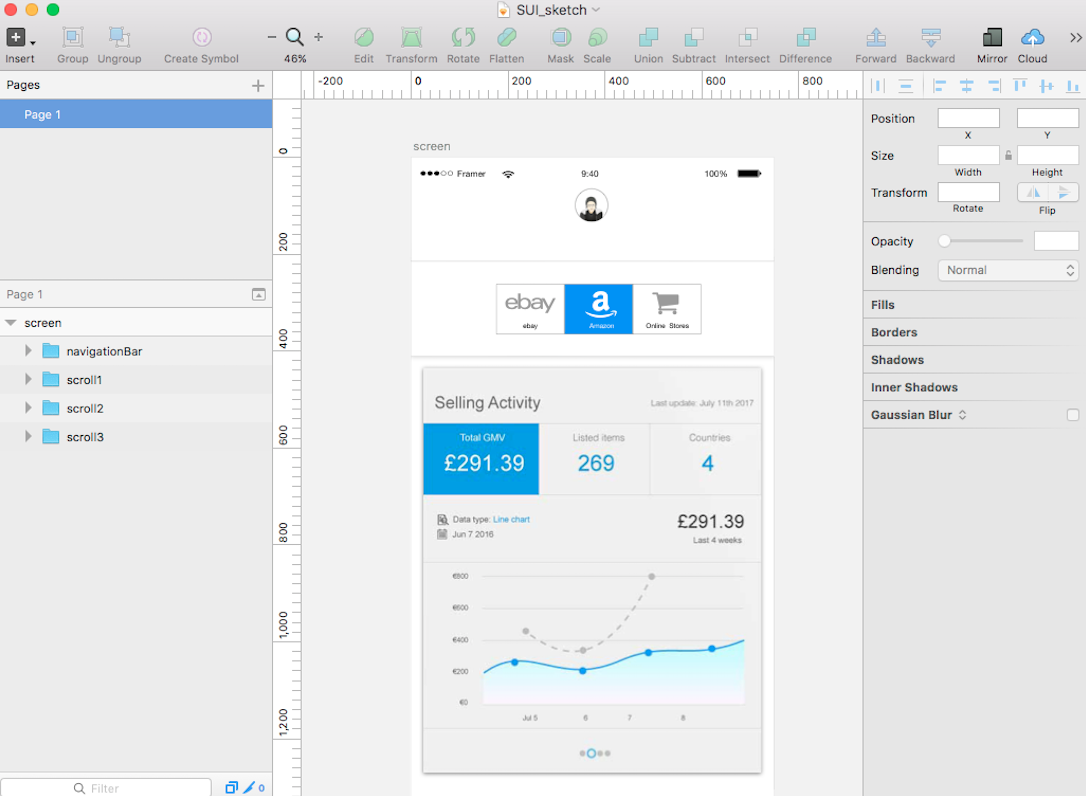 SUI_sketch
Insert
Group
Ungroup
Create Symbol
46%
Edit
Transform
Rotate
Flatten
Mask
Scale
Union
Subtract
Intersect
Difference
Forward
Backward
Mirror
Cloud
Pages
Page 1
Page 1
screen
navigationBar
scroll1
scroll2
scroll3
Filter
0
-200
0
200
400
600
800
0
200
400
600
800
1,000
1,200
screen
Framer
9:40
100%
ebay
ebay
a
Amazon
Online Stores
Selling Activity
Last update: July 11th 2017
Total GMV
£291.39
Listed items
269
Countries
4
Data type: Line chart
Jun 7 2016
£291.39
Last 4 weeks
€800
€600
€400
€200
€0
Jul 5
6
7
8
Position
X
Y
Size
Width
Height
Transform
Rotate
Flip
Opacity
Blending
Normal
Fills
Borders
Shadows
Inner Shadows
Gaussian Blur